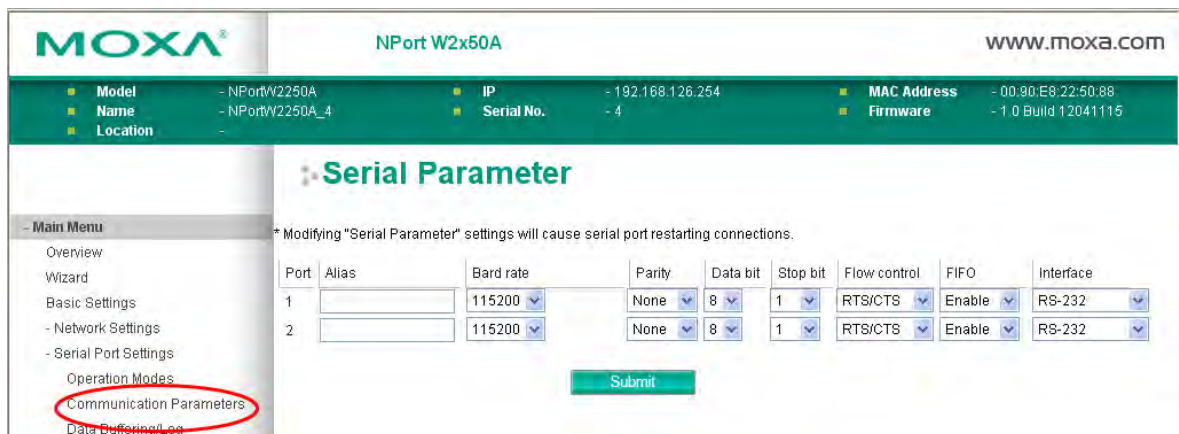 MOXA® NPort W2x50A www.moxa.com
Model - NPortW2250A IP - 192.168.126.254 MAC Address - 00:90:E8:22:50:88
Name - NPortW2250A_4 Serial No. - 4 Firmware - 1.0 Build 12041115
Location -
Serial Parameter
- Main Menu
* Modifying "Serial Parameter" settings will cause serial port restarting connections.
Overview
Wizard
Basic Settings
- Network Settings
- Serial Port Settings
Operation Modes
Communication Parameters
Data Buffering/Log
Port Alias Bard rate Parity Data bit Stop bit Flow control FIFO Interface
1 115200 None 8 1 RTS/CTS Enable RS-232
2 115200 None 8 1 RTS/CTS Enable RS-232
Submit